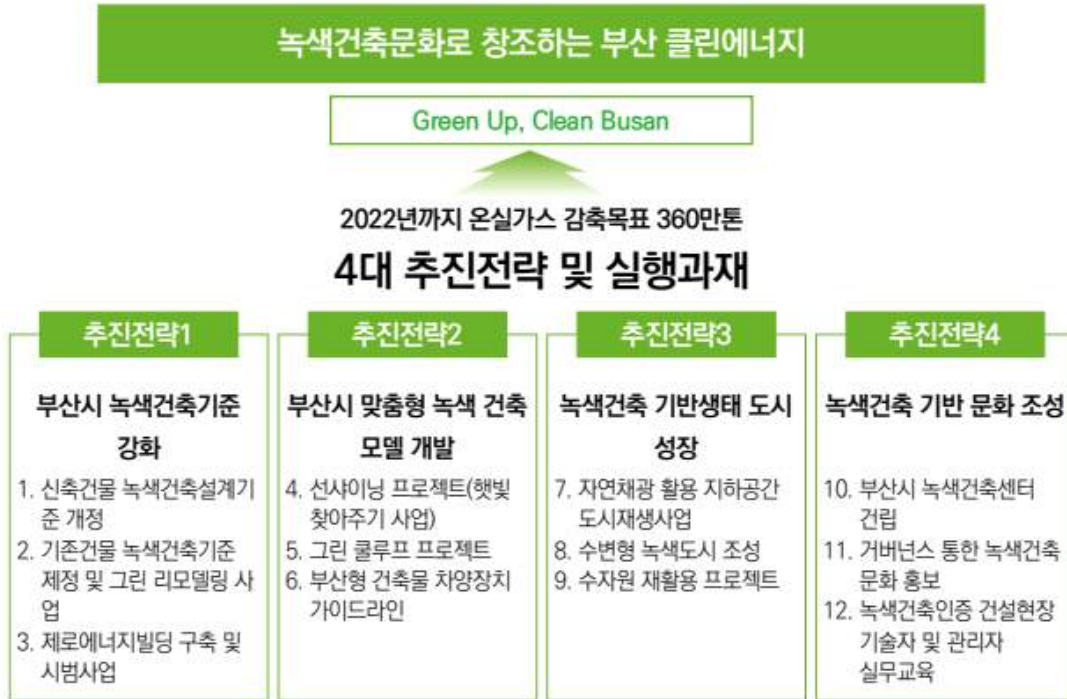 녹색건축문화로 창조하는 부산 클린에너지
Green Up, Clean Busan
2022년까지 온실가스 감축목표 360만톤
4대 추진전략 및 실행과재
추진전략1
부산시 녹색건축기준
강화
1. 신축건물 녹색건축설계기
준 개정
2. 기존건물 녹색건축기준
제정 및 그린 리모델링 사
업
3. 제로에너지빌딩 구축 및
시범사업
추진전략2
부산시 맞춤형 녹색 건축
모델 개발
4. 선샤이닝 프로젝트(햇빛
찾아주기 사업)
5. 그린 쿨루프 프로젝트
6. 부산형 건축물 차양장치
가이드라인
추진전략3
녹색건축 기반생태 도시
성장
7. 자연채광 활용 지하공간
도시재생사업
8. 수변형 녹색도시 조성
9. 수자원 재활용 프로젝트
추진전략4
녹색건축 기반 문화 조성
10. 부산시 녹색건축센터
건립
11. 거버넌스 통한 녹색건축
문화 홍보
12. 녹색건축인증 건설현장
기술자 및 관리자
실무교육